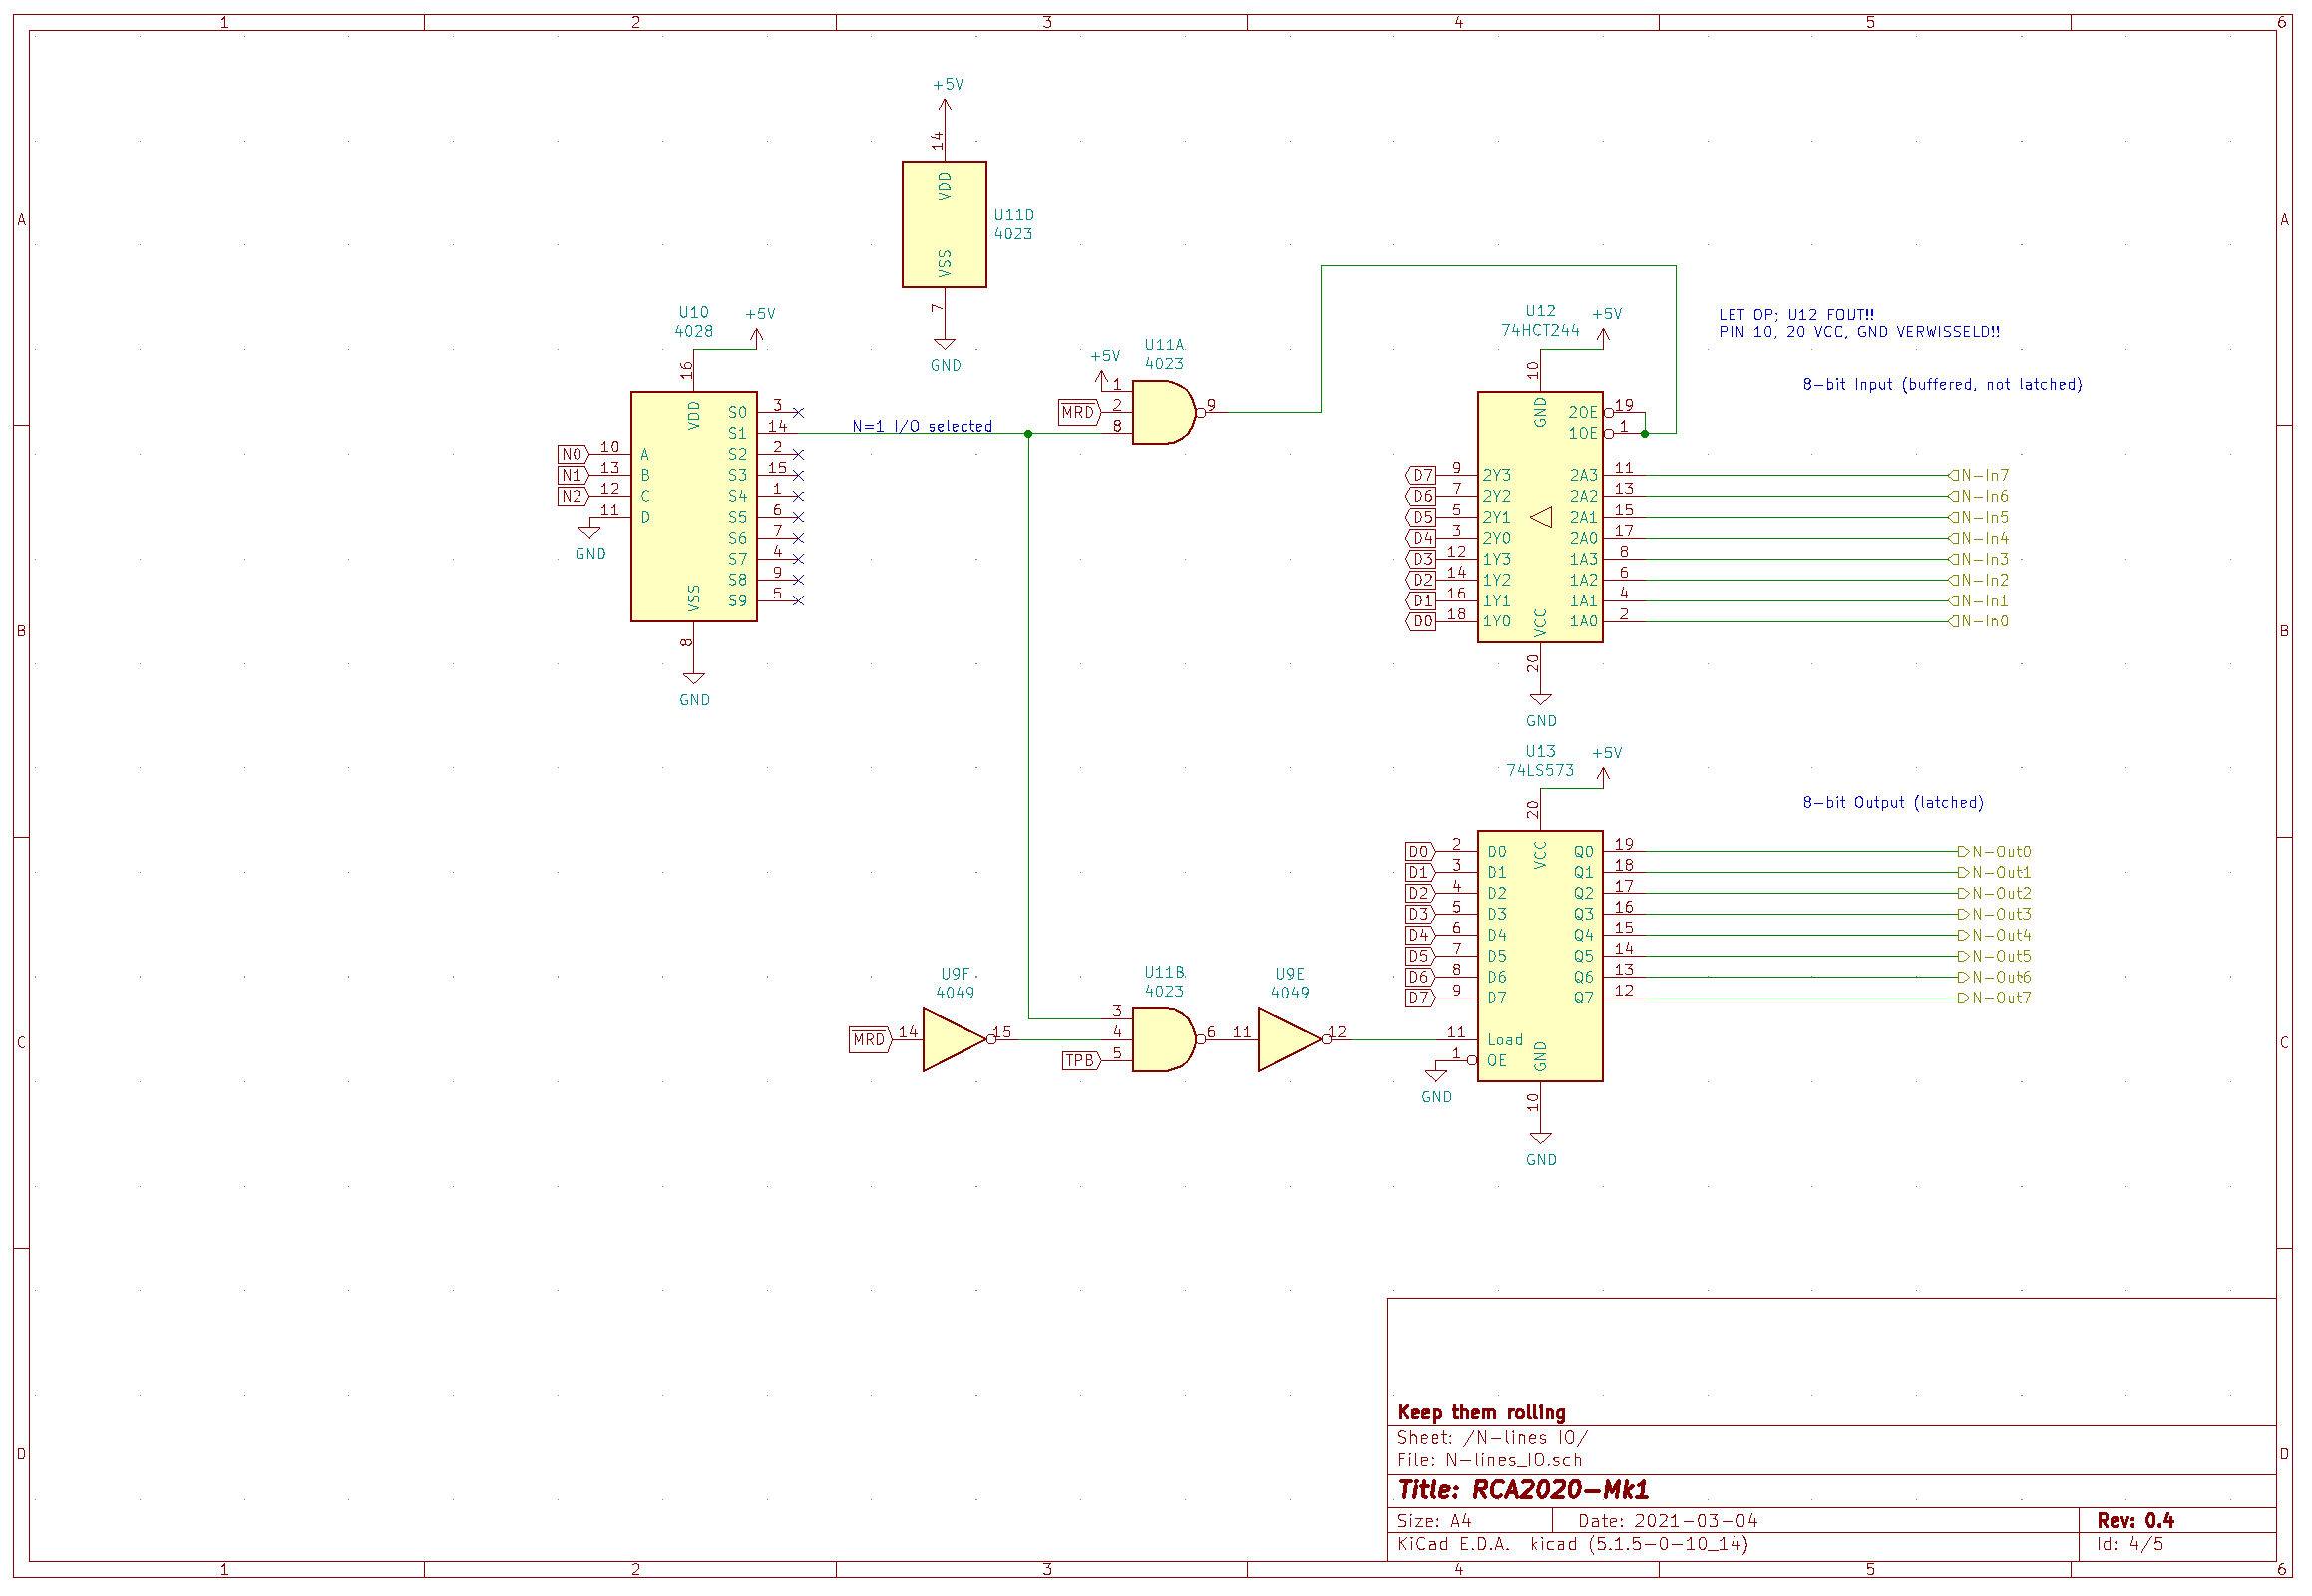 1 2 3 4 5 6
A
B
C
D
A
B
C
D
1 2 3 4 5 6
+5V
14
VDD
VSS
U11D
4023
7
GND
U10
4028
+5V
16
VDD
VSS
N0 10 A
N1 13 B
N2 12 C
11 D
GND
S0 3
S1 14
S2 2
S3 15
S4 1
S5 6
S6 7
S7 4
S8 9
S9 5
8
GND
N=1 I/O selected
U11A
4023
+5V
1
MRD 2
8
9
U12
74HCT244
+5V
10
GND
2OE 19
1OE 1
LET OP; U12 FOUT!!
PIN 10, 20 VCC, GND VERWISSELD!!
8-bit Input (buffered, not latched)
D7 9 2Y3 2A3 11 N-In7
D6 7 2Y2 2A2 13 N-In6
D5 5 2Y1 2A1 15 N-In5
D4 3 2Y0 2A0 17 N-In4
D3 12 1Y3 1A3 8 N-In3
D2 14 1Y2 1A2 6 N-In2
D1 16 1Y1 1A1 4 N-In1
D0 18 1Y0 1A0 2 N-In0
VCC
20
GND
U13
74LS573
+5V
20
VCC
8-bit Output (latched)
D0 2 D0 Q0 19 N-Out0
D1 3 D1 Q1 18 N-Out1
D2 4 D2 Q2 17 N-Out2
D3 5 D3 Q3 16 N-Out3
D4 6 D4 Q4 15 N-Out4
D5 7 D5 Q5 14 N-Out5
D6 8 D6 Q6 13 N-Out6
D7 9 D7 Q7 12 N-Out7
11 Load
1 OE
GND
GND
10
GND
U9F
4049
MRD 14 15
U11B
4023
3
4
TPB 5
6
U9E
4049
11 12
Keep them rolling
Sheet: /N-lines IO/
File: N-lines_IO.sch
Title: RCA2020-Mk1
Size: A4 Date: 2021-03-04 Rev: 0.4
KiCad E.D.A. kicad (5.1.5-0-10_14) Id: 4/5